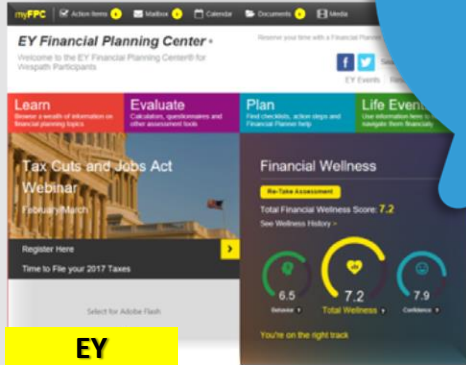 myFPC Action Items Mailbox Calendar Documents Media
EY Financial Planning Center
Reserve your time with a Financial Planner
Welcome to the EY Financial Planning Center® for
Wespath Participants
EY Events
Learn
Browse a wealth of information on
financial planning topics
Evaluate
Calculators, questionnaires and
other assessment tools
Plan
Find checklists, action steps and
Financial Planner help
Life Event
Use information here to
navigate them financially
Tax Cuts and Jobs Act
Webinar
February/March
Register Here
Time to File your 2017 Taxes
Select for Adobe Flash
Financial Wellness
Re-Take Assessment
Total Financial Wellness Score: 7.2
See Wellness History >
6.5
Behavior ?
7.2
Total Wellness ?
7.9
Confidence ?
You're on the right track
EY